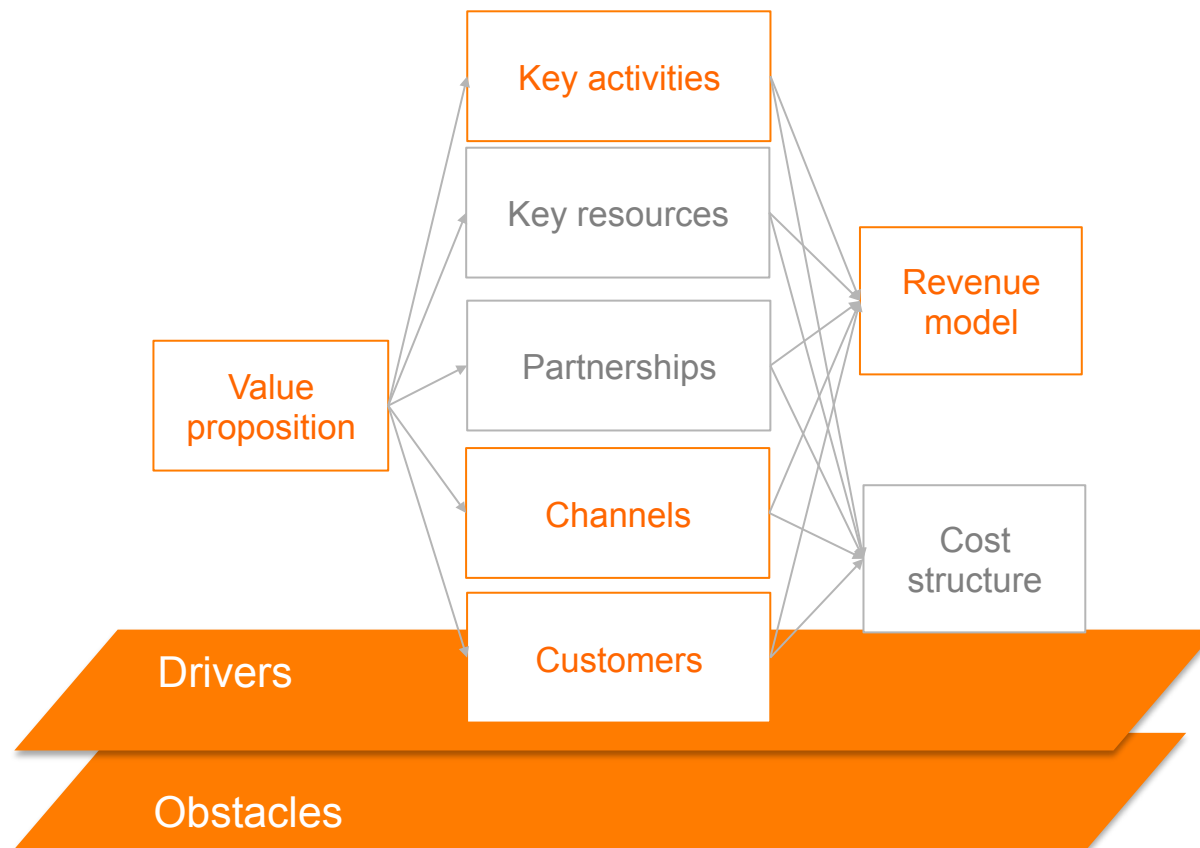 Key activities
Key resources
Partnerships
Channels
Customers
Value
proposition
Revenue
model
Cost
structure
Drivers
Obstacles